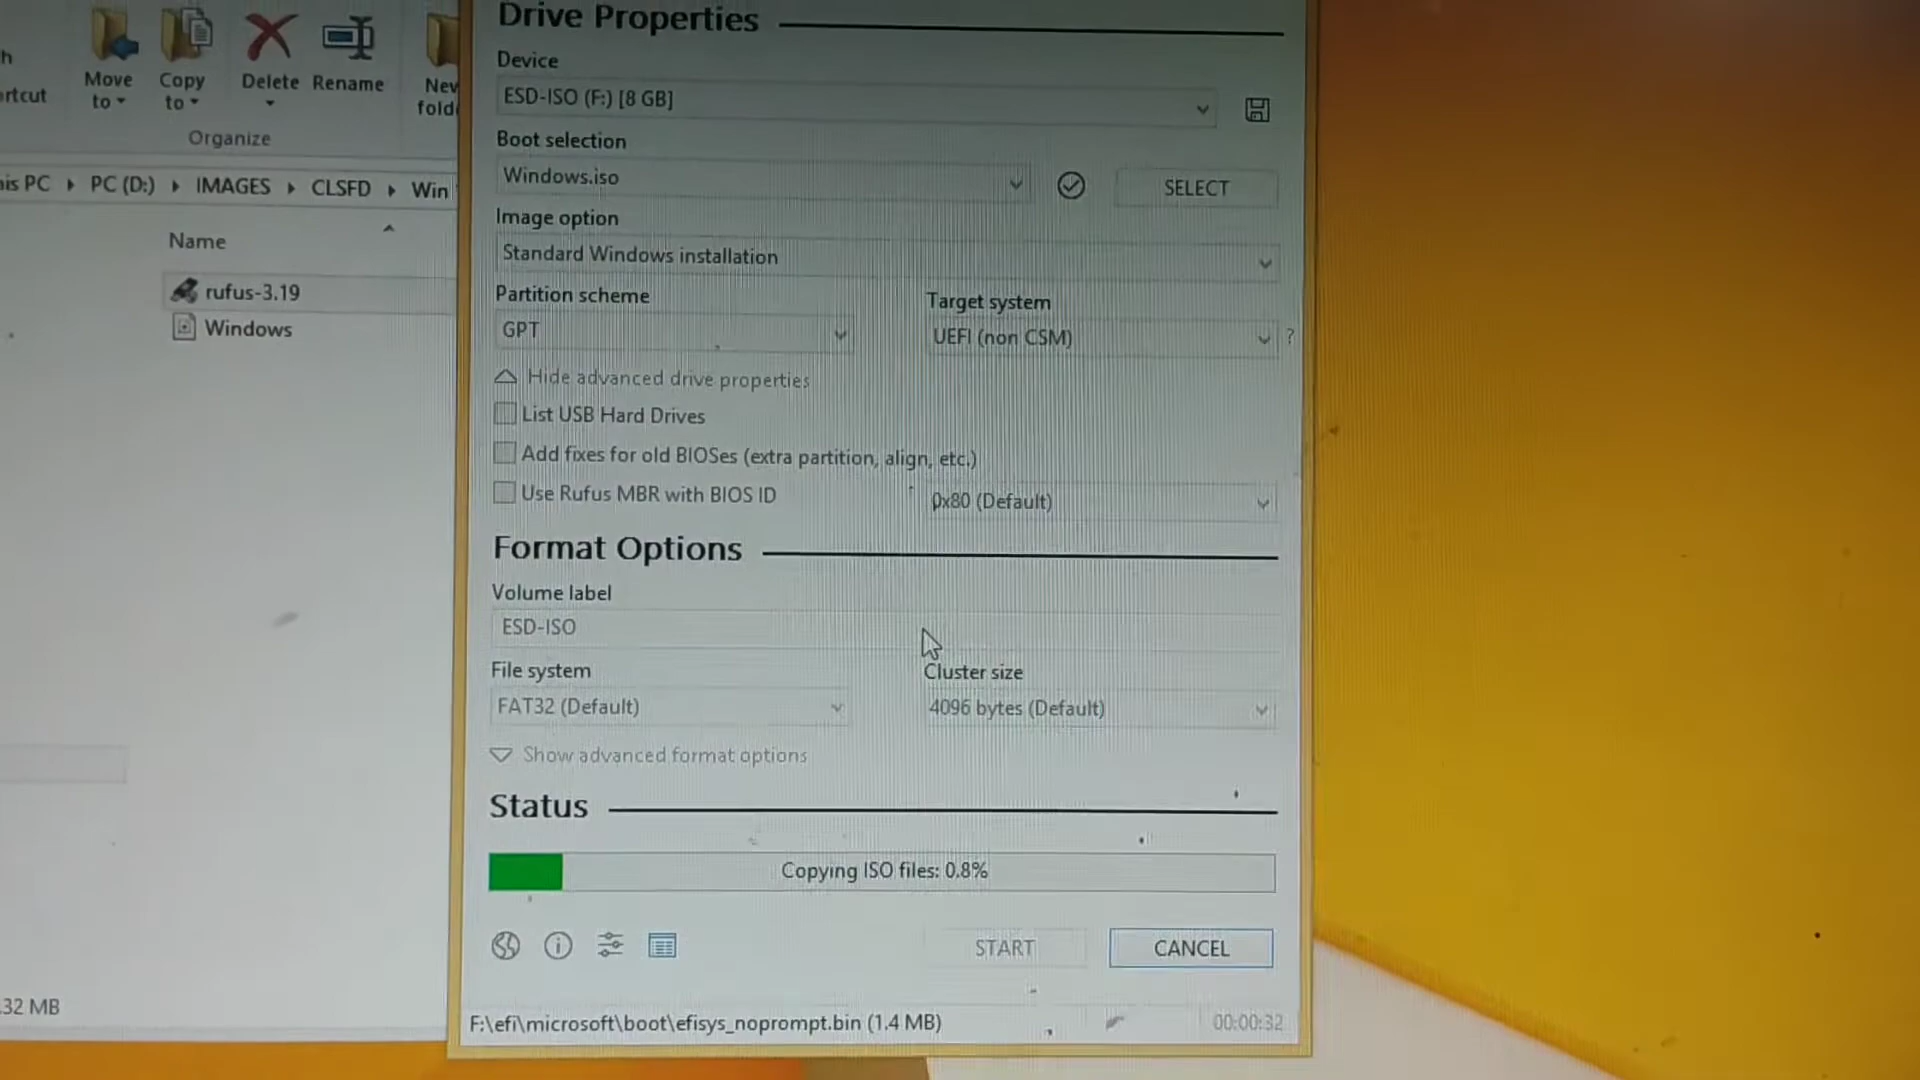 Move to
Copy to
Delete
Rename
New
Organize
PC
PC (D:)
IMAGES
CLSFD
Win
Name
rufus-3.19
Windows
32 MB
Drive Properties
Device
ESD-ISO (F:) [8 GB]
Boot selection
Windows.iso
SELECT
Image option
Standard Windows installation
Partition scheme
Target system
GPT
UEFI (non CSM)
?
Hide advanced drive properties
List USB Hard Drives
Add fixes for old BIOSes (extra partition, align, etc.)
Use Rufus MBR with BIOS ID
0x80 (Default)
Format Options
Volume label
ESD-ISO
File system
Cluster size
FAT32 (Default)
4096 bytes (Default)
Show advanced format options
Status
Copying ISO files: 0.8%
START
CANCEL
F:\efi\microsoft\boot\efisys_noprompt.bin (1.4 MB)
00:00:32